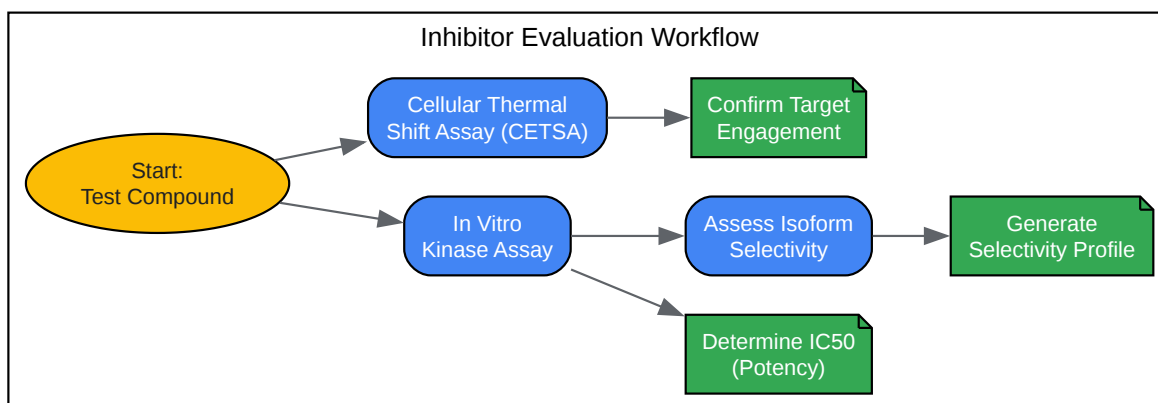 Inhibitor Evaluation Workflow
Start:
Test Compound
Cellular Thermal
Shift Assay (CETSA)
Confirm Target
Engagement
In Vitro
Kinase Assay
Assess Isoform
Selectivity
Generate
Selectivity Profile
Determine IC50
(Potency)